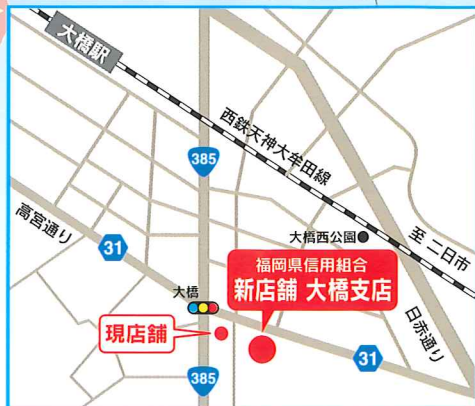 大橋駅
西鉄天神大牟田線
385
高宮通り
31
大橋西公園
至 二日市
福岡県信用組合
新店舗 大橋支店
大橋
日赤通り
現店舗
31
385